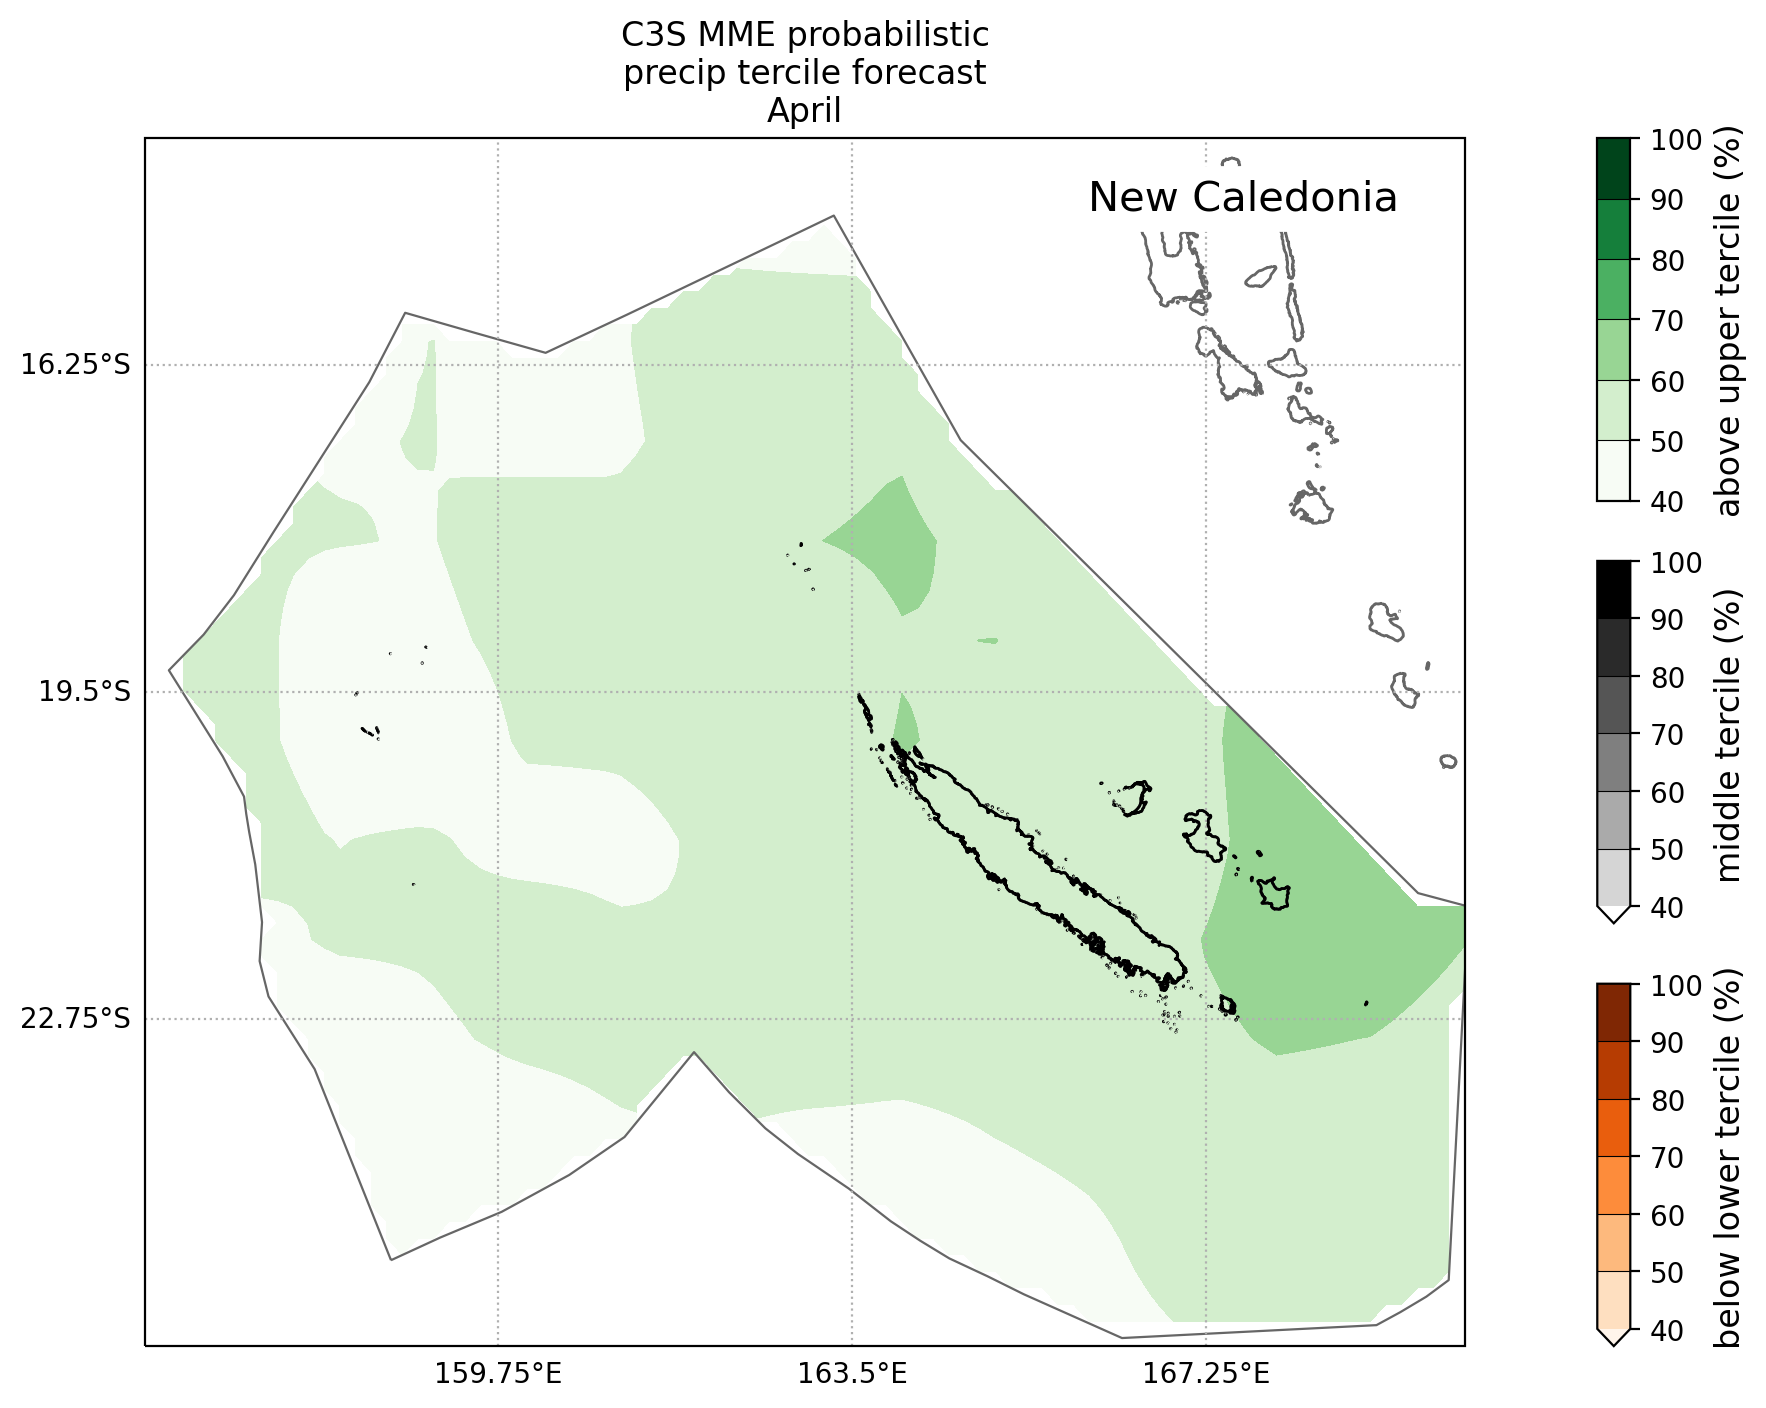 C3S MME probabilistic
precip tercile forecast
April
New Caledonia
16.25°S
19.5°S
22.75°S
159.75°E
163.5°E
167.25°E
100
90
80
70
60
50
40
above upper tercile (%)
100
90
80
70
60
50
40
middle tercile (%)
100
90
80
70
60
50
40
below lower tercile (%)